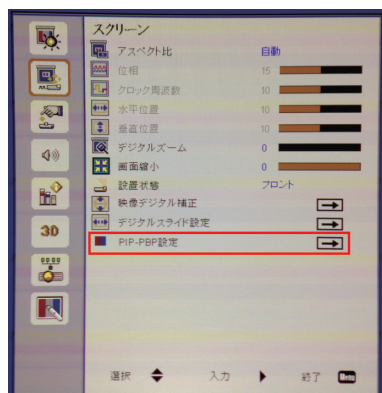 スクリーン
アスペクト比 自動
位相 15
クロック周波数 10
水平位置 10
垂直位置 10
デジタルズーム 0
画面縮小 0
設置状態 フロント
映像デジタル補正
デジタルスライド設定
PIP-PBP設定
3D
選択 入力 終了 Menu